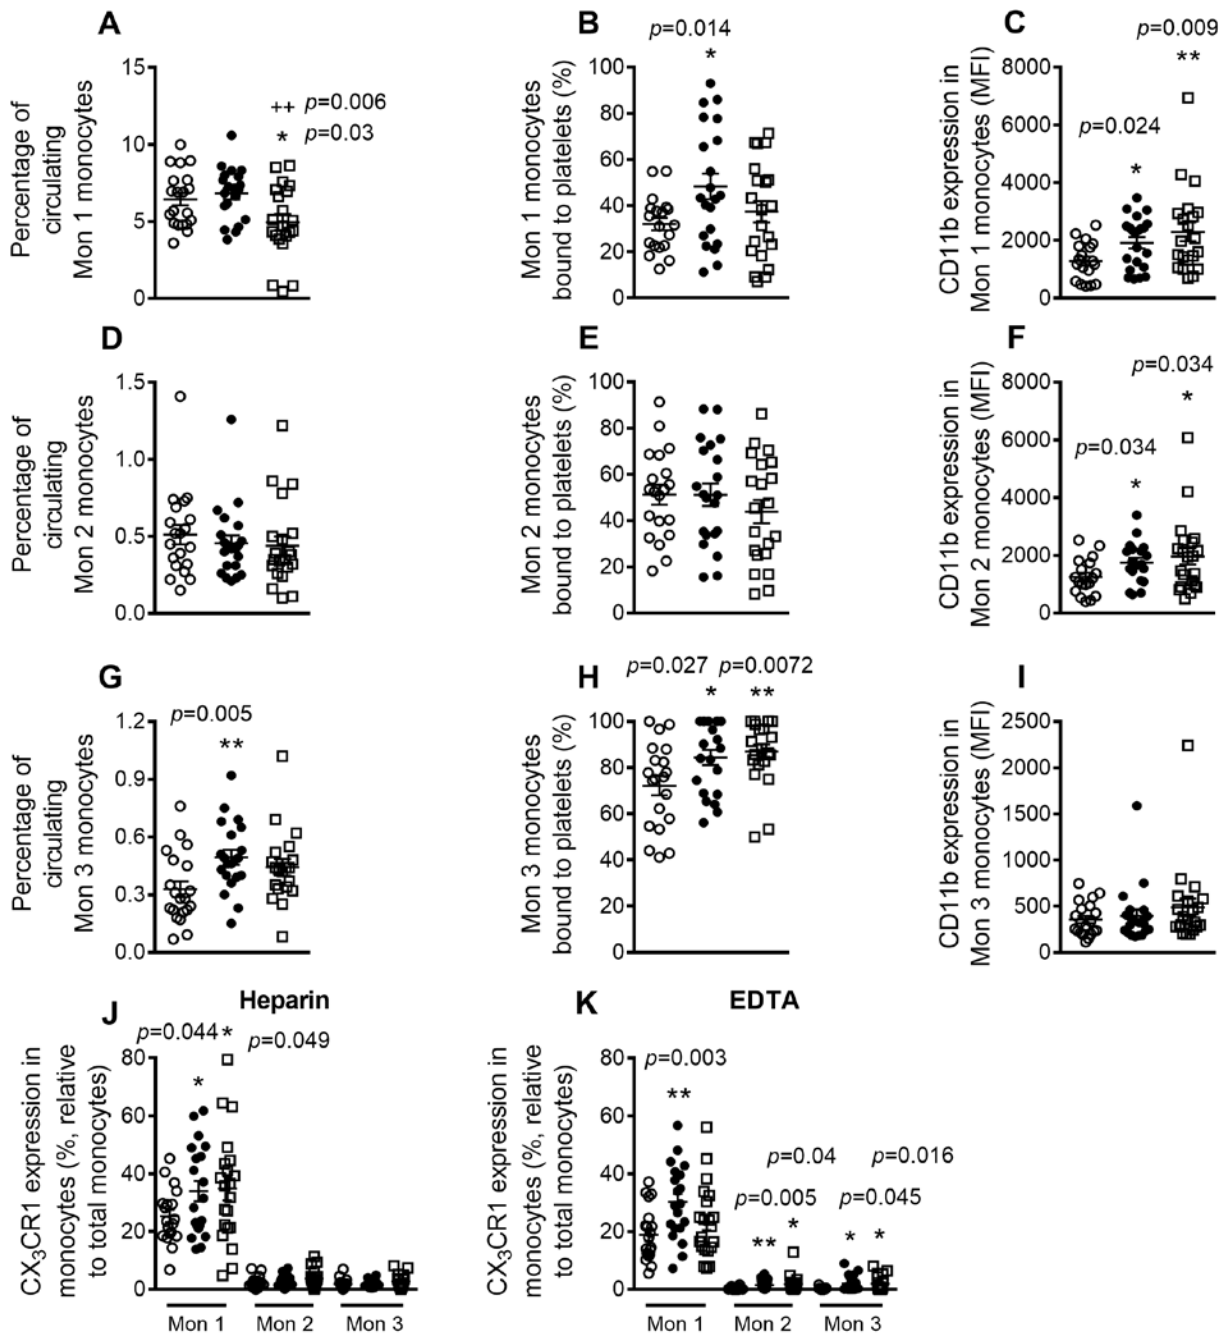 A
Percentage of
circulating
Mon 1 monocytes
15
10
5
0
++ p=0.006
* p=0.03
B
p=0.014
*
Mon 1 monocytes
bound to platelets (%)
100
80
60
40
20
0
C
p=0.009
**
p=0.024
*
CD11b expression in
Mon 1 monocytes (MFI)
8000
6000
4000
2000
0
D
Percentage of
circulating
Mon 2 monocytes
1.5
1.0
0.5
0.0
E
Mon 2 monocytes
bound to platelets (%)
100
80
60
40
20
0
F
p=0.034
*
p=0.034
*
CD11b expression in
Mon 2 monocytes (MFI)
8000
6000
4000
2000
0
G
p=0.005
**
Percentage of
circulating
Mon 3 monocytes
1.2
0.9
0.6
0.3
0.0
H
p=0.027 p=0.0072
* **
Mon 3 monocytes
bound to platelets (%)
100
80
60
40
20
0
I
CD11b expression in
Mon 3 monocytes (MFI)
2500
2000
1500
1000
500
0
J
Heparin
p=0.044 * p=0.049
*
CX3CR1 expression in
monocytes (%, relative
to total monocytes)
80
60
40
20
0
Mon 1 Mon 2 Mon 3
K
EDTA
p=0.003
**
p=0.04
p=0.005
*
**
p=0.016
p=0.045
* *
CX3CR1 expression in
monocytes (%, relative
to total monocytes)
80
60
40
20
0
Mon 1 Mon 2 Mon 3